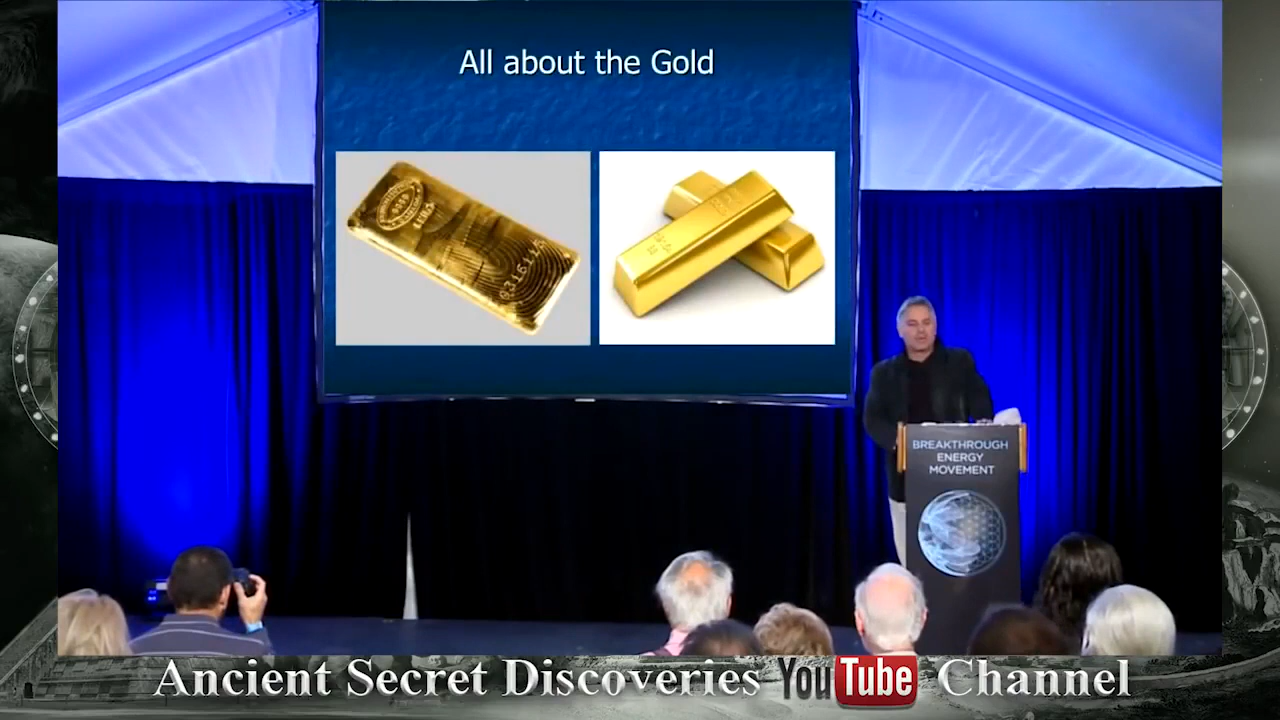 All about the Gold
BREAKTHROUGH
ENERGY
MOVEMENT
Ancient Secret Discoveries YouTube Channel